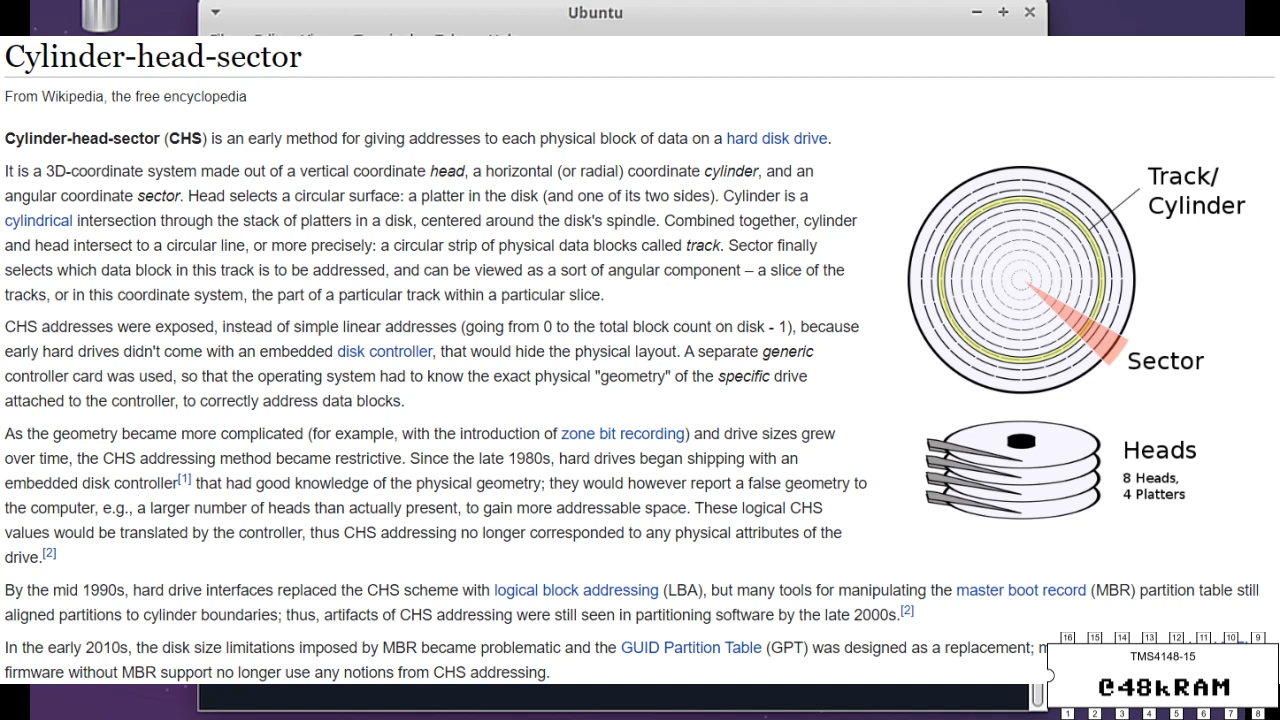 Ubuntu
Cylinder-head-sector
From Wikipedia, the free encyclopedia
Cylinder-head-sector (CHS) is an early method for giving addresses to each physical block of data on a hard disk drive.
It is a 3D-coordinate system made out of a vertical coordinate head, a horizontal (or radial) coordinate cylinder, and an
angular coordinate sector. Head selects a circular surface: a platter in the disk (and one of its two sides). Cylinder is a
cylindrical intersection through the stack of platters in a disk, centered around the disk's spindle. Combined together, cylinder
and head intersect to a circular line, or more precisely: a circular strip of physical data blocks called track. Sector finally
selects which data block in this track is to be addressed, and can be viewed as a sort of angular component – a slice of the
tracks, or in this coordinate system, the part of a particular track within a particular slice.
CHS addresses were exposed, instead of simple linear addresses (going from 0 to the total block count on disk - 1), because
early hard drives didn't come with an embedded disk controller, that would hide the physical layout. A separate generic
controller card was used, so that the operating system had to know the exact physical "geometry" of the specific drive
attached to the controller, to correctly address data blocks.
As the geometry became more complicated (for example, with the introduction of zone bit recording) and drive sizes grew
over time, the CHS addressing method became restrictive. Since the late 1980s, hard drives began shipping with an
embedded disk controller[1] that had good knowledge of the physical geometry; they would however report a false geometry to
the computer, e.g., a larger number of heads than actually present, to gain more addressable space. These logical CHS
values would be translated by the controller, thus CHS addressing no longer corresponded to any physical attributes of the
drive.[2]
Track/
Cylinder
Sector
Heads
8 Heads,
4 Platters
By the mid 1990s, hard drive interfaces replaced the CHS scheme with logical block addressing (LBA), but many tools for manipulating the master boot record (MBR) partition table still
aligned partitions to cylinder boundaries; thus, artifacts of CHS addressing were still seen in partitioning software by the late 2000s.[2]
In the early 2010s, the disk size limitations imposed by MBR became problematic and the GUID Partition Table (GPT) was designed as a replacement;
firmware without MBR support no longer use any notions from CHS addressing.
16 15 14 13 12 11 10 9
TMS4148-15
@48kRAM
1 2 3 4 5 6 7 8